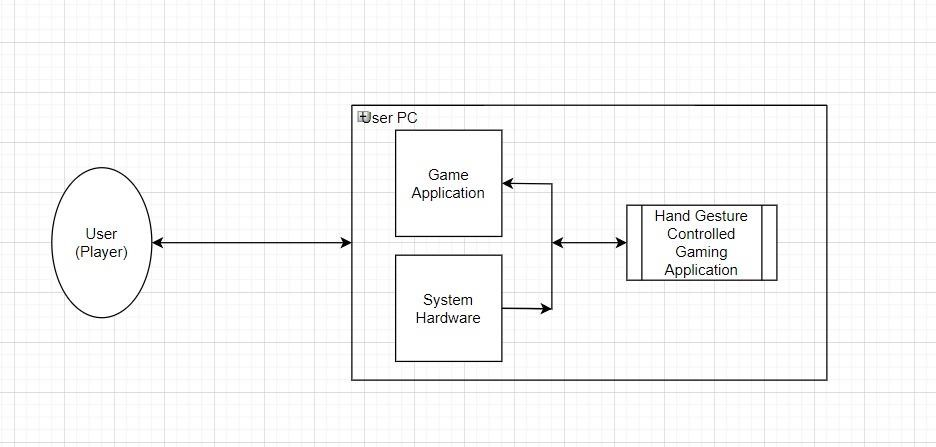 User PC
Game
Application
User
(Player)
Hand Gesture
Controlled
Gaming
Application
System
Hardware